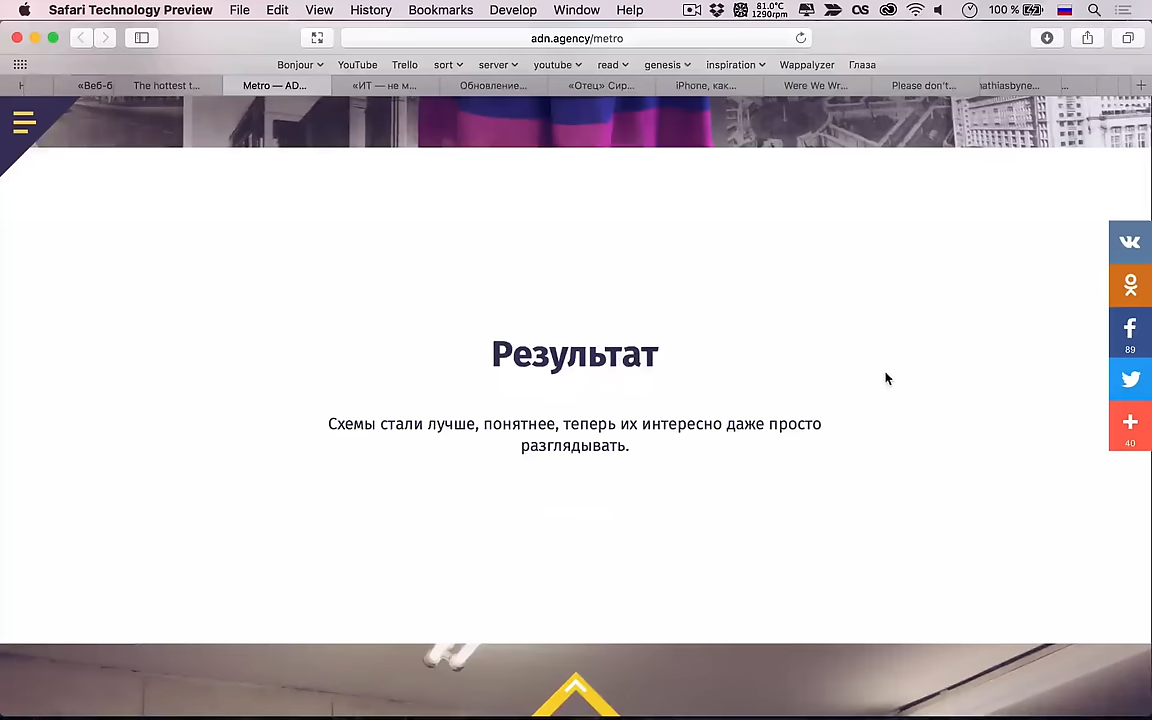 Safari Technology Preview File Edit View History Bookmarks Develop Window Help 81.0°C 1290rpm 100 %
adn.agency/metro
Bonjour YouTube Trello sort server youtube read genesis inspiration Wappalyzer Глаза
«Веб-б The hottest t... Metro — AD... «ИТ — не м... Обновление... «Отец» Сир... iPhone, как... Were We Wr... Please don't... athiasbyne... ...
Результат
Схемы стали лучше, понятнее, теперь их интересно даже просто
разглядывать.
89
40